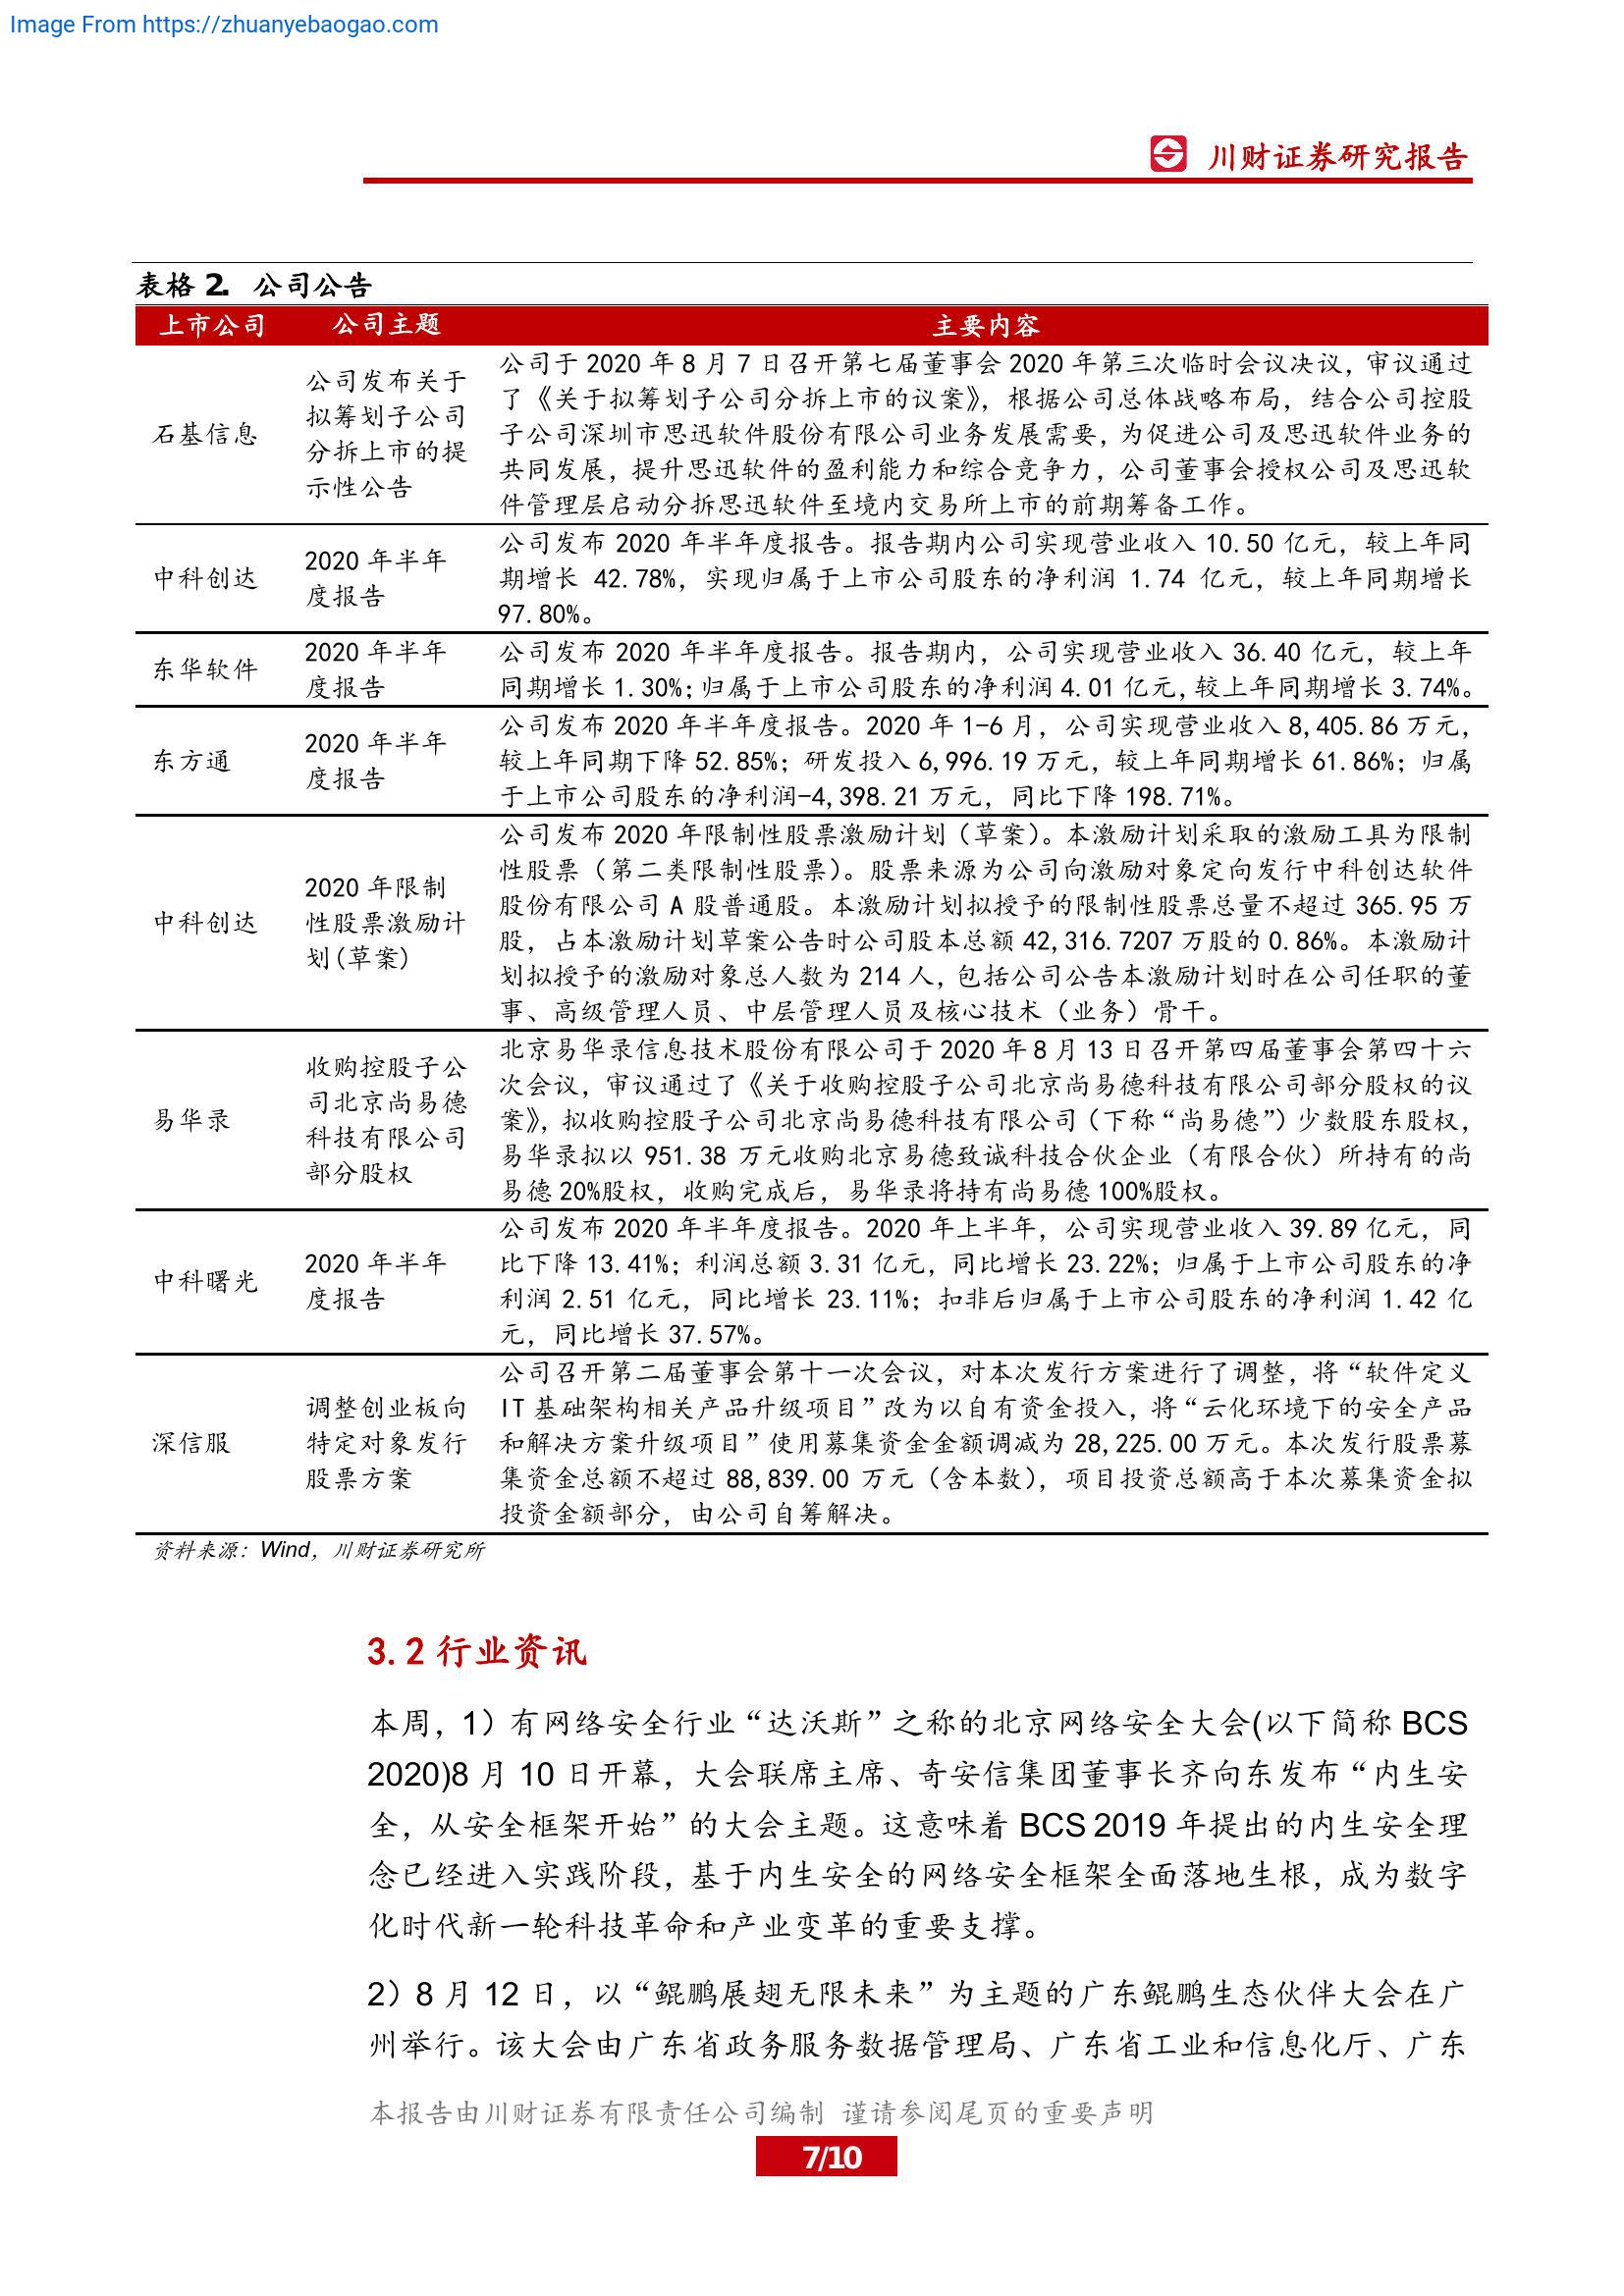 Image From https://zhuanyebaogao.com
川财证券研究报告
表格 2. 公司公告
上市公司 公司主题 主要内容
石基信息
公司发布关于
拟筹划子公司
分拆上市的提
示性公告
公司于 2020 年 8 月 7 日召开第七届董事会 2020 年第三次临时会议决议，审议通过
了《关于拟筹划子公司分拆上市的议案》，根据公司总体战略布局，结合公司控股
子公司深圳市思迅软件股份有限公司业务发展需要，为促进公司及思迅软件业务的
共同发展，提升思迅软件的盈利能力和综合竞争力，公司董事会授权公司及思迅软
件管理层启动分拆思迅软件至境内交易所上市的前期筹备工作。
中科创达
2020 年半年
度报告
公司发布 2020 年半年度报告。报告期内公司实现营业收入 10.50 亿元，较上年同
期增长 42.78%，实现归属于上市公司股东的净利润 1.74 亿元，较上年同期增长
97.80%。
东华软件
2020 年半年
度报告
公司发布 2020 年半年度报告。报告期内，公司实现营业收入 36.40 亿元，较上年
同期增长 1.30%；归属于上市公司股东的净利润 4.01 亿元，较上年同期增长 3.74%。
东方通
2020 年半年
度报告
公司发布 2020 年半年度报告。2020 年 1-6 月，公司实现营业收入 8,405.86 万元，
较上年同期下降 52.85%；研发投入 6,996.19 万元，较上年同期增长 61.86%；归属
于上市公司股东的净利润-4,398.21 万元，同比下降 198.71%。
中科创达
2020 年限制
性股票激励计
划(草案)
公司发布 2020 年限制性股票激励计划（草案）。本激励计划采取的激励工具为限制
性股票（第二类限制性股票）。股票来源为公司向激励对象定向发行中科创达软件
股份有限公司 A 股普通股。本激励计划拟授予的限制性股票总量不超过 365.95 万
股，占本激励计划草案公告时公司股本总额 42,316.7207 万股的 0.86%。本激励计
划拟授予的激励对象总人数为 214 人，包括公司公告本激励计划时在公司任职的董
事、高级管理人员、中层管理人员及核心技术（业务）骨干。
易华录
收购控股子公
司北京尚易德
科技有限公司
部分股权
北京易华录信息技术股份有限公司于 2020 年 8 月 13 日召开第四届董事会第四十六
次会议，审议通过了《关于收购控股子公司北京尚易德科技有限公司部分股权的议
案》，拟收购控股子公司北京尚易德科技有限公司（下称“尚易德”）少数股东股权，
易华录拟以 951.38 万元收购北京易德致诚科技合伙企业（有限合伙）所持有的尚
易德 20%股权，收购完成后，易华录将持有尚易德 100%股权。
中科曙光
2020 年半年
度报告
公司发布 2020 年半年度报告。2020 年上半年，公司实现营业收入 39.89 亿元，同
比下降 13.41%；利润总额 3.31 亿元，同比增长 23.22%；归属于上市公司股东的净
利润 2.51 亿元，同比增长 23.11%；扣非后归属于上市公司股东的净利润 1.42 亿
元，同比增长 37.57%。
深信服
调整创业板向
特定对象发行
股票方案
公司召开第二届董事会第十一次会议，对本次发行方案进行了调整，将“软件定义
IT 基础架构相关产品升级项目”改为以自有资金投入，将“云化环境下的安全产品
和解决方案升级项目”使用募集资金金额调减为 28,225.00 万元。本次发行股票募
集资金总额不超过 88,839.00 万元（含本数），项目投资总额高于本次募集资金拟
投资金额部分，由公司自筹解决。
资料来源：Wind，川财证券研究所
3.2 行业资讯
本周，1）有网络安全行业“达沃斯”之称的北京网络安全大会(以下简称 BCS
2020)8 月 10 日开幕，大会联席主席、奇安信集团董事长齐向东发布“内生安
全，从安全框架开始”的大会主题。这意味着 BCS 2019 年提出的内生安全理
念已经进入实践阶段，基于内生安全的网络安全框架全面落地生根，成为数字
化时代新一轮科技革命和产业变革的重要支撑。
2）8 月 12 日，以“鲲鹏展翅无限未来”为主题的广东鲲鹏生态伙伴大会在广
州举行。该大会由广东省政务服务数据管理局、广东省工业和信息化厅、广东
本报告由川财证券有限责任公司编制 谨请参阅尾页的重要声明
7/10